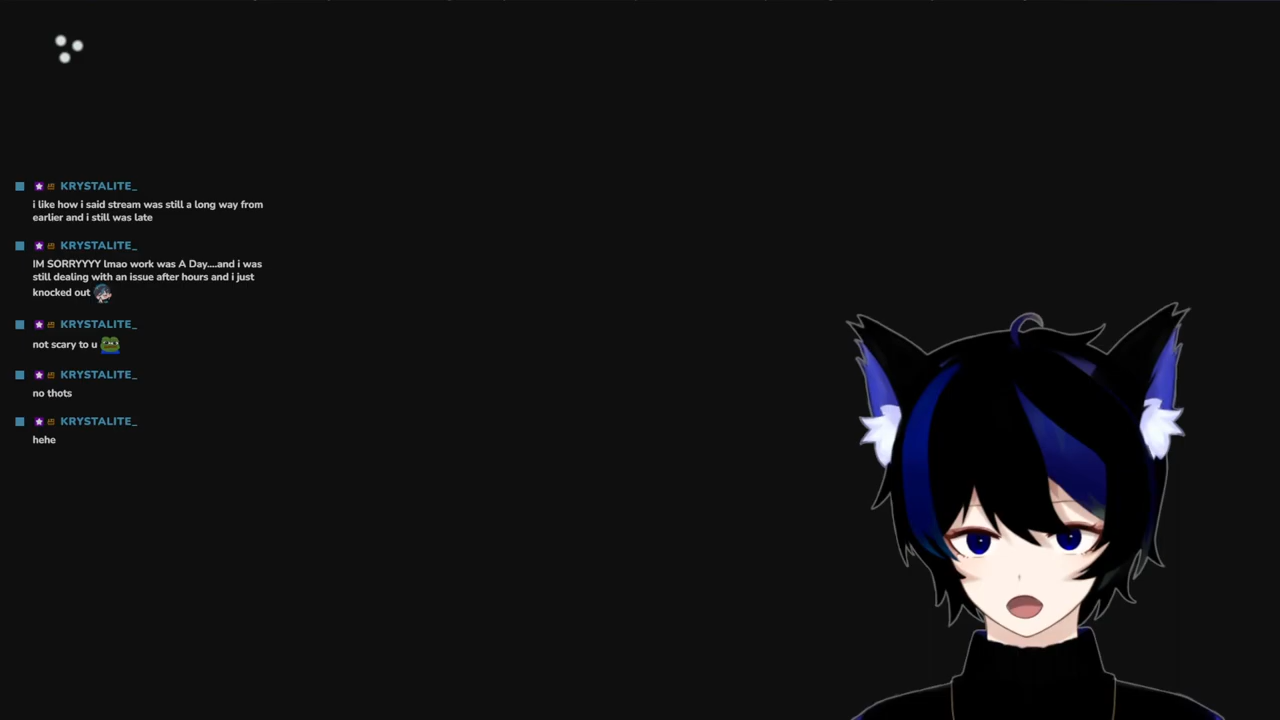 KRYSTALITE_
i like how i said stream was still a long way from
earlier and i still was late
KRYSTALITE_
IM SORRYYYY lmao work was A Day....and i was
still dealing with an issue after hours and i just
knocked out
KRYSTALITE_
not scary to u
KRYSTALITE_
no thots
KRYSTALITE_
hehe